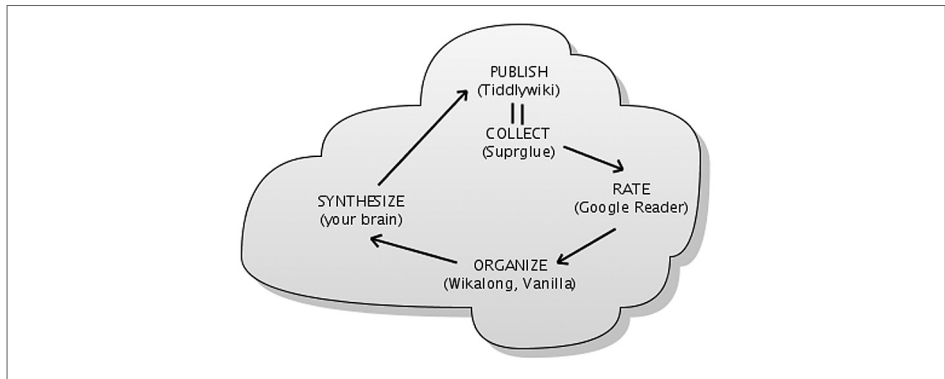 PUBLISH
(Tiddlywiki)
COLLECT
(Suprglue)
RATE
(Google Reader)
SYNTHESIZE
(your brain)
ORGANIZE
(Wikalong, Vanilla)